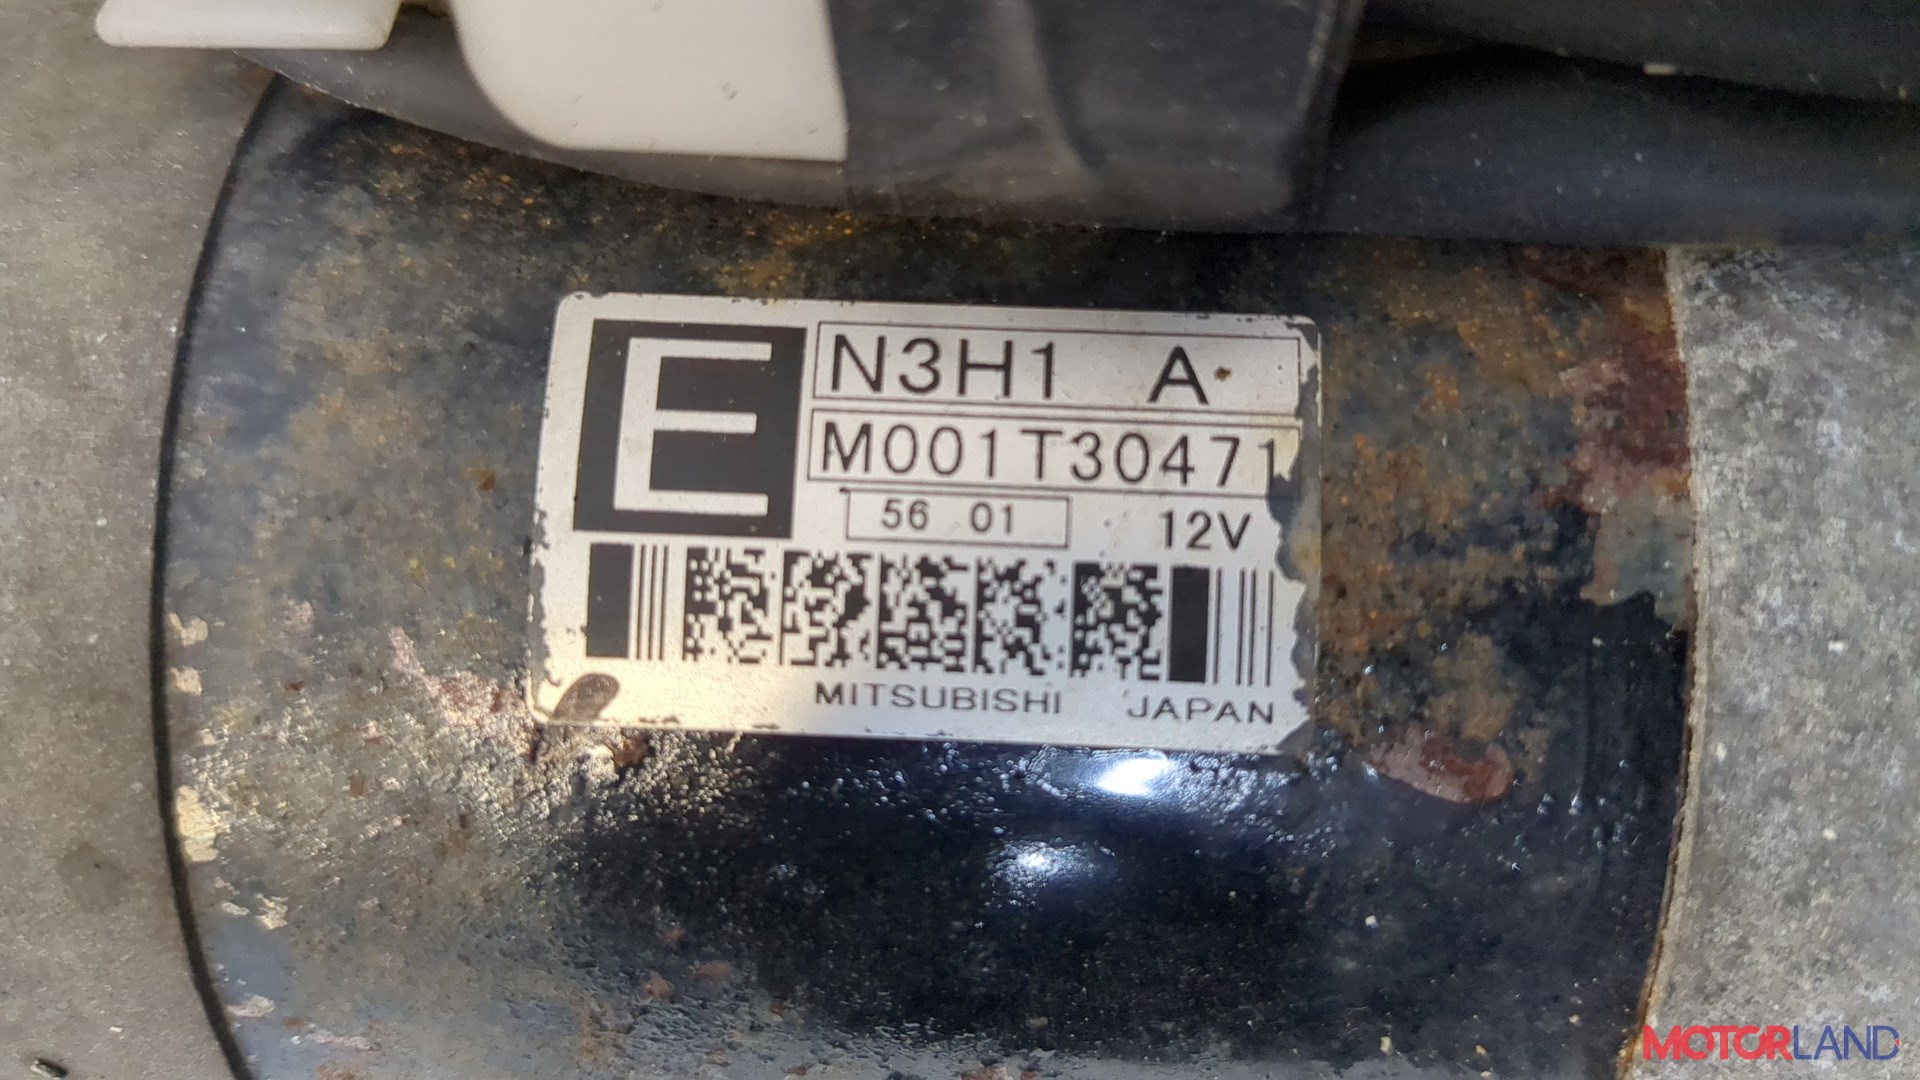 E
N3H1 A
M001T30471
56 01
12V
MITSUBISHI JAPAN
MOTORLAND